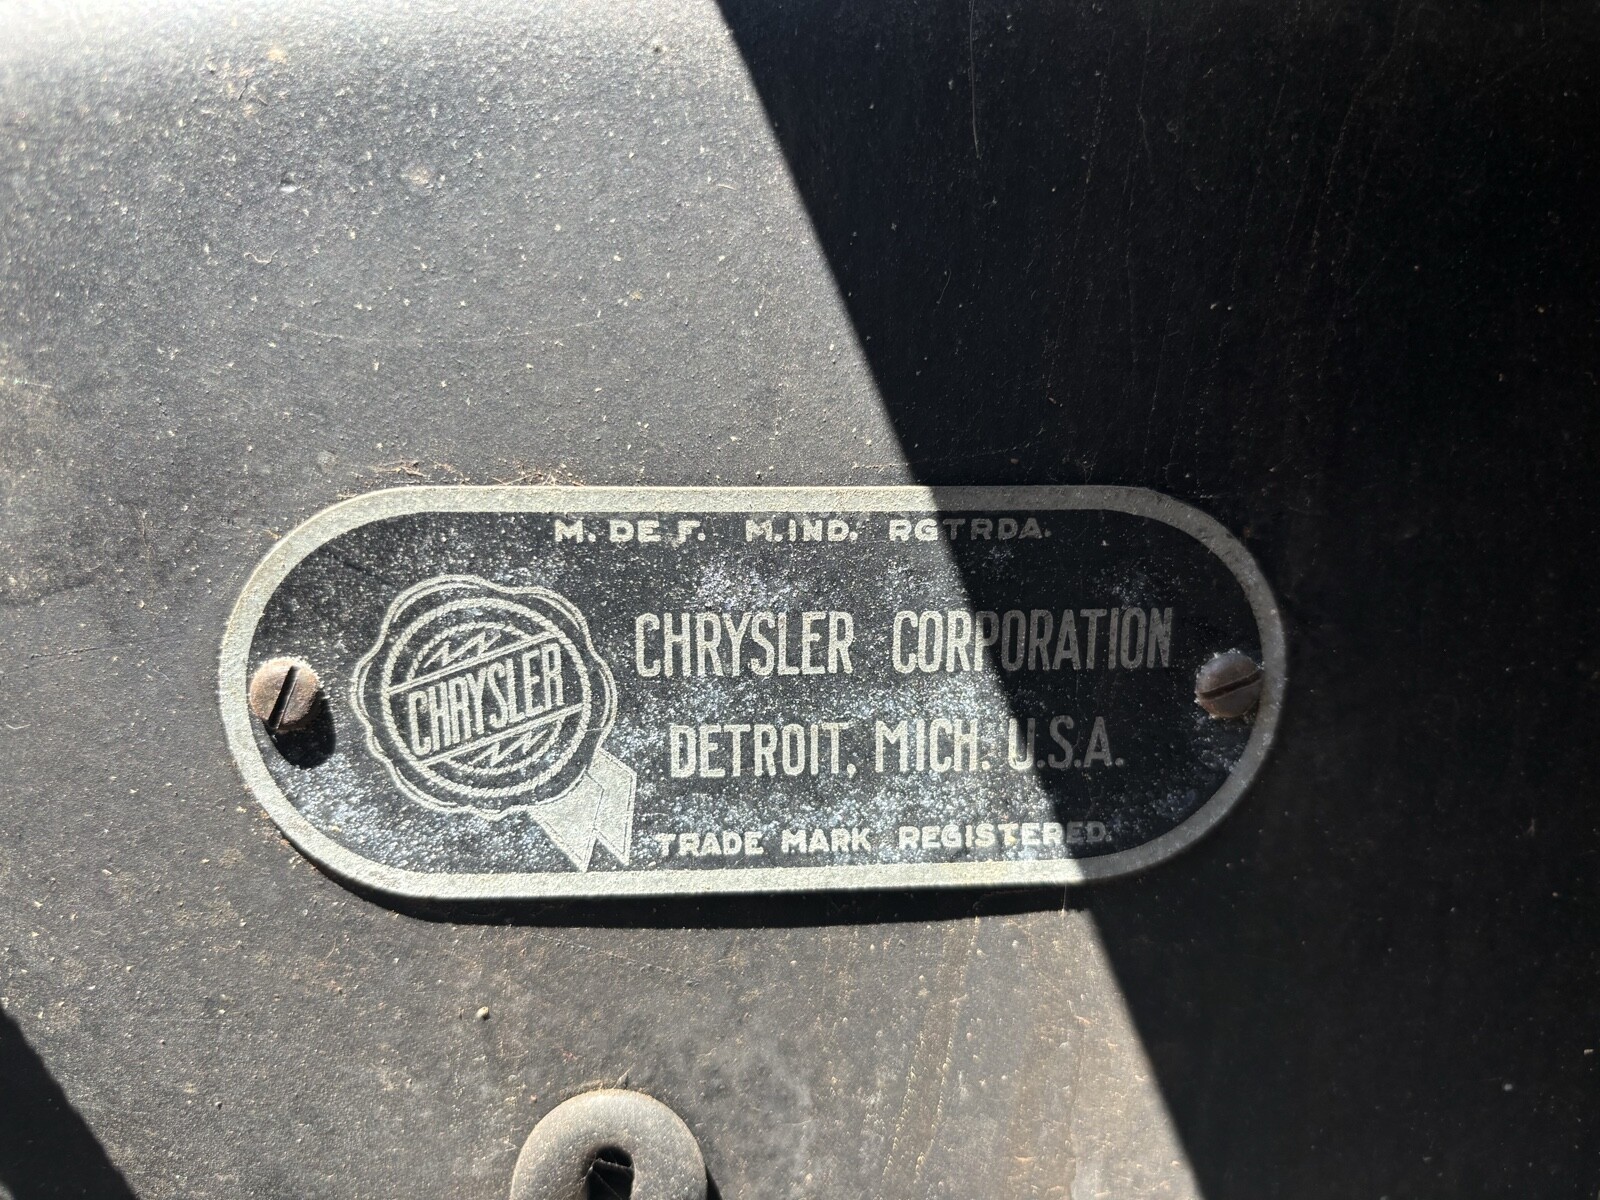 M. DE F. M. IND. RGTRDA.
CHRYSLER
CHRYSLER CORPORATION
DETROIT, MICH. U.S.A.
TRADE MARK REGISTERED.